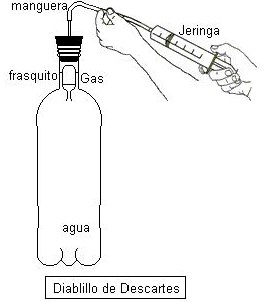 manguera
Jeringa
frasquito
Gas
agua
Diablillo de Descartes